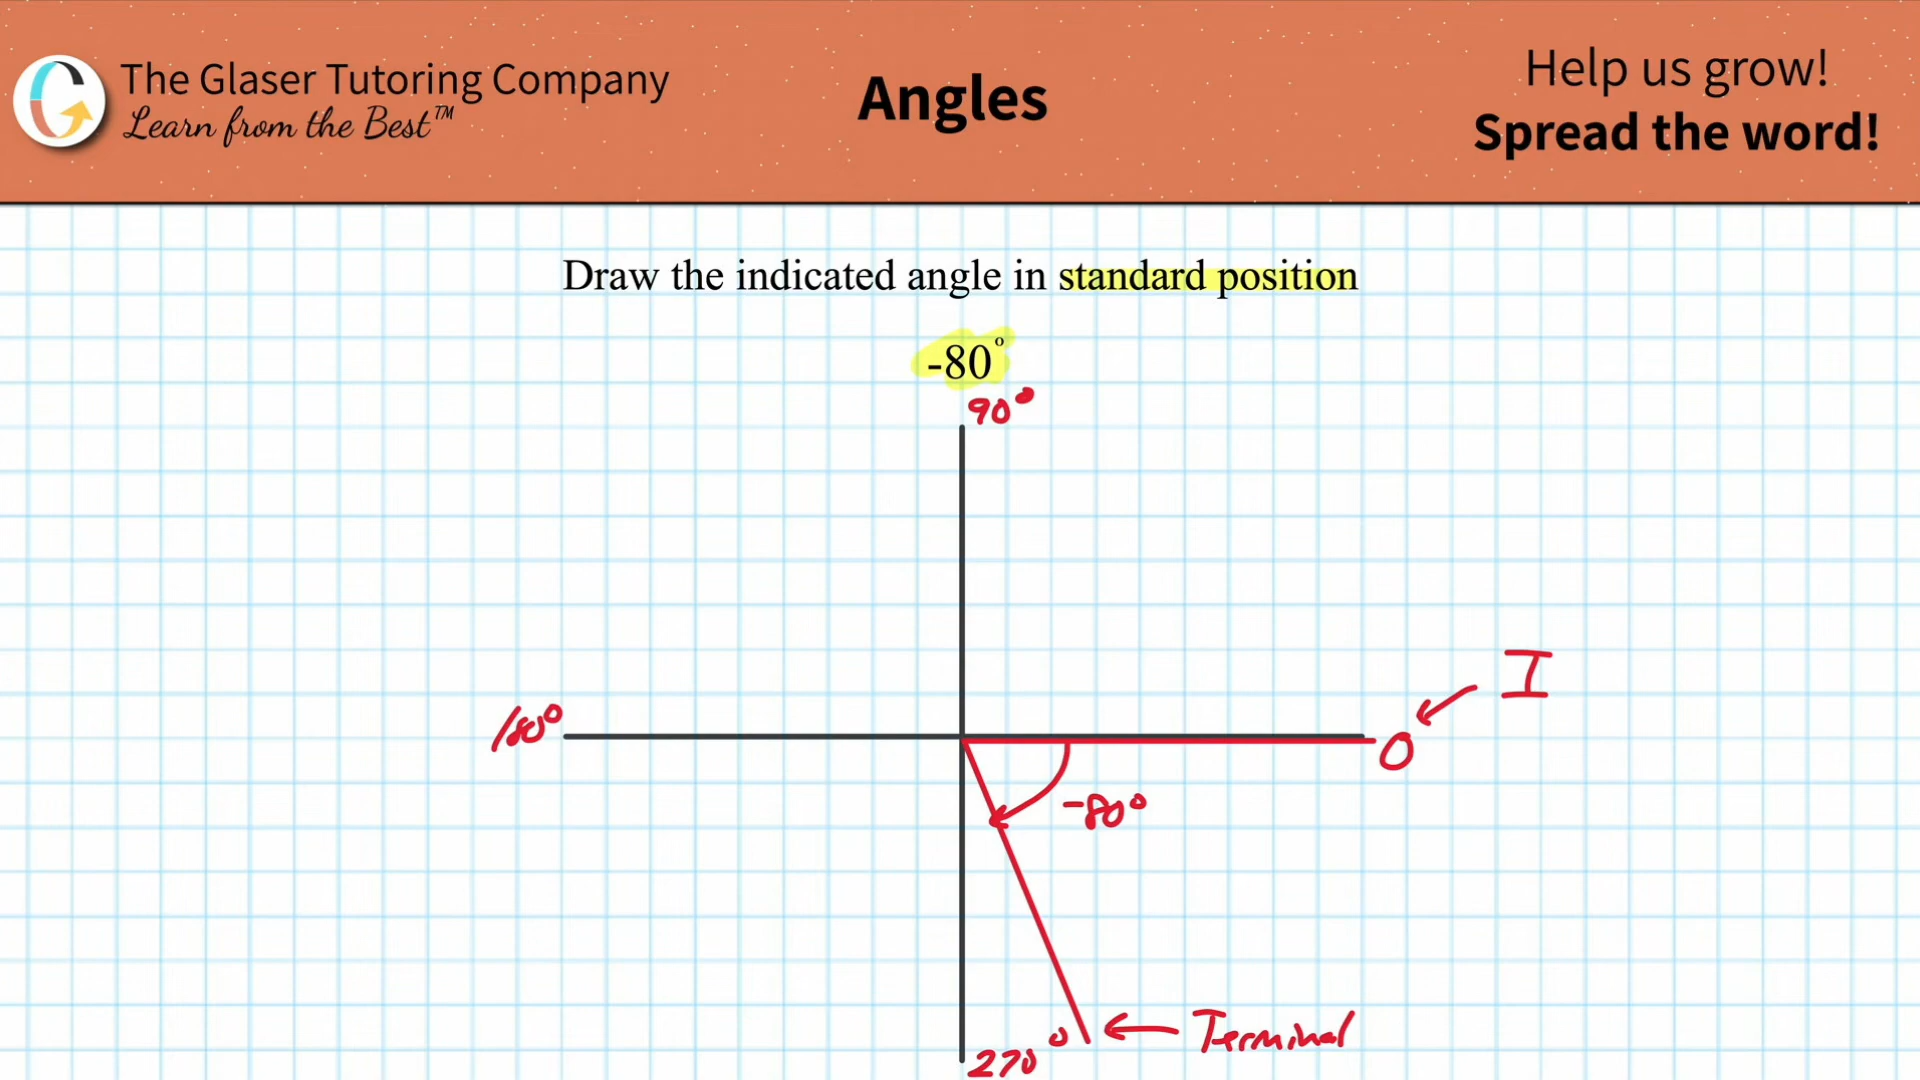 The Glaser Tutoring Company
Learn from the Best™
Angles
Help us grow!
Spread the word!
Draw the indicated angle in standard position
-80°
90°
I
180°
0
-80°
Terminal
270°